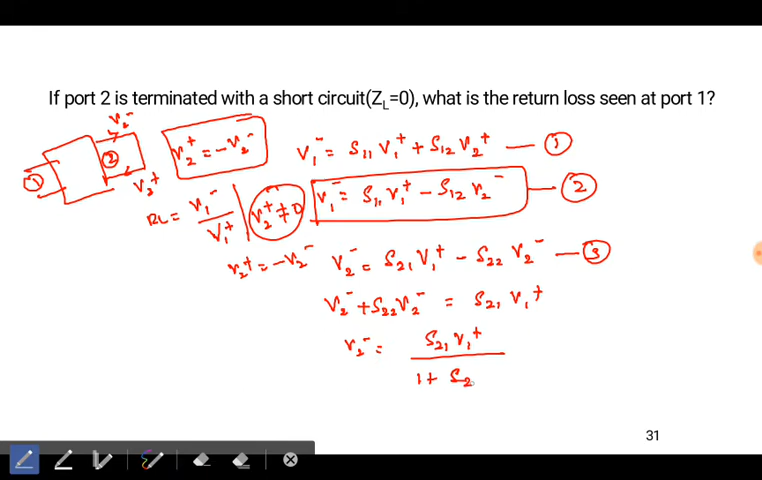 If port 2 is terminated with a short circuit(Z_L=0), what is the return loss seen at port 1?
V₂⁻
① ② V₂⁺
V₂⁺ = -V₂⁻
V₁⁻ = S₁₁ V₁⁺ + S₁₂ V₂⁺ — ①
RL = V₁⁻ / V₁⁺ | V₂⁺ ≠ 0
V₁⁻ = S₁₁ V₁⁺ - S₁₂ V₂⁻ — ②
V₂⁺ = -V₂⁻ V₂⁻ = S₂₁ V₁⁺ - S₂₂ V₂⁻ — ③
V₂⁻ + S₂₂ V₂⁻ = S₂₁ V₁⁺
V₂⁻ = S₂₁ V₁⁺
1 + S₂
31